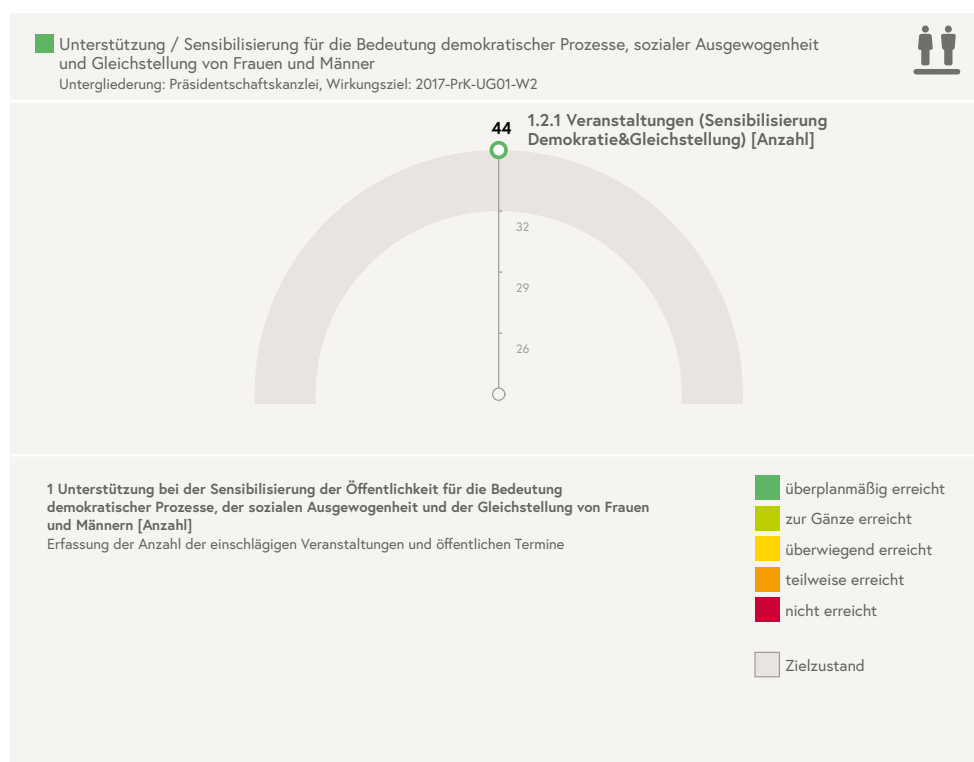 Unterstützung / Sensibilisierung für die Bedeutung demokratischer Prozesse, sozialer Ausgewogenheit
und Gleichstellung von Frauen und Männer
Untergliederung: Präsidentschaftskanzlei, Wirkungsziel: 2017-PrK-UG01-W2
44
1.2.1 Veranstaltungen (Sensibilisierung
Demokratie&Gleichstellung) [Anzahl]
32
29
26
1 Unterstützung bei der Sensibilisierung der Öffentlichkeit für die Bedeutung
demokratischer Prozesse, der sozialen Ausgewogenheit und der Gleichstellung von Frauen
und Männern [Anzahl]
Erfassung der Anzahl der einschlägigen Veranstaltungen und öffentlichen Termine
überplanmäßig erreicht
zur Gänze erreicht
überwiegend erreicht
teilweise erreicht
nicht erreicht
Zielzustand